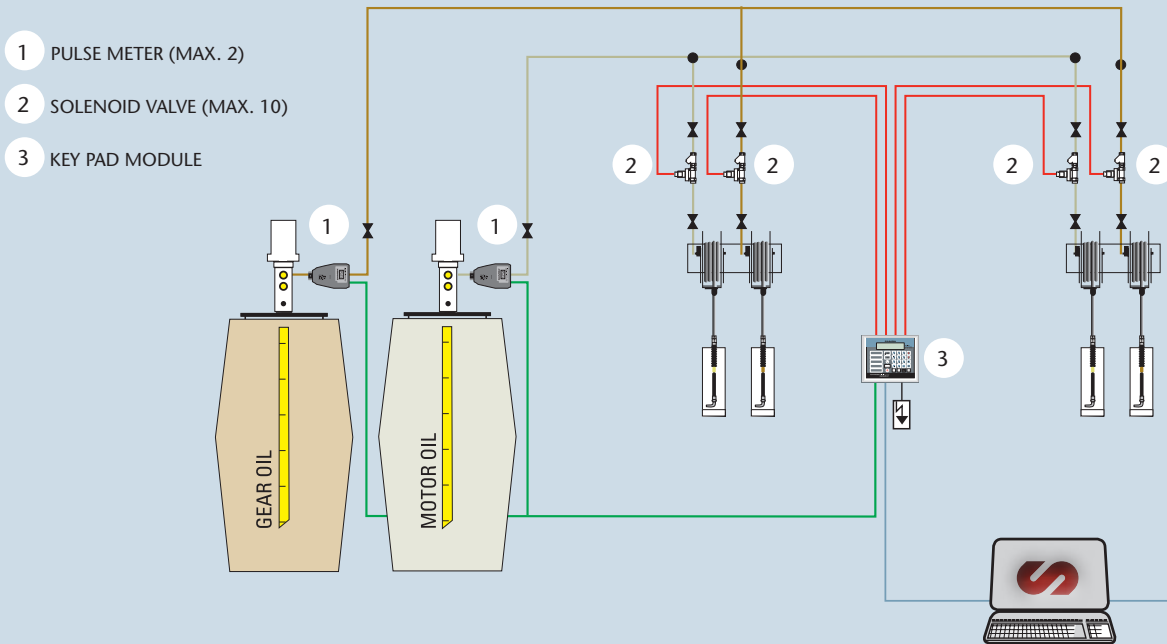 1 PULSE METER (MAX. 2)
2 SOLENOID VALVE (MAX. 10)
3 KEY PAD MODULE
1
1
2
2
2
2
3
GEAR OIL
MOTOR OIL